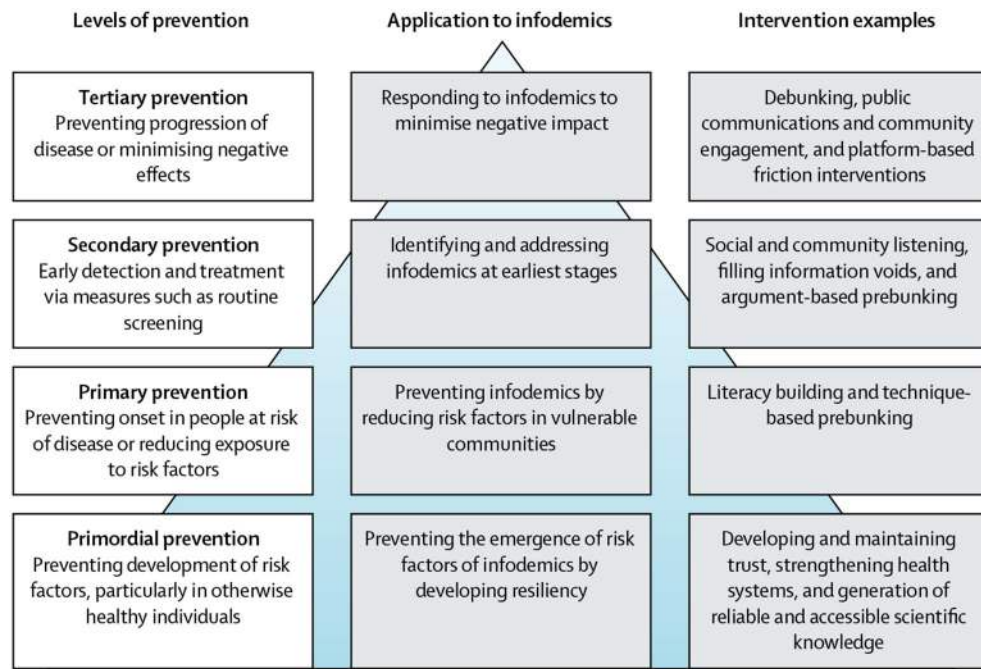 Levels of prevention
Application to infodemics
Intervention examples
Tertiary prevention
Preventing progression of
disease or minimising negative
effects
Responding to infodemics to
minimise negative impact
Debunking, public
communications and community
engagement, and platform-based
friction interventions
Secondary prevention
Early detection and treatment
via measures such as routine
screening
Identifying and addressing
infodemics at earliest stages
Social and community listening,
filling information voids, and
argument-based prebunking
Primary prevention
Preventing onset in people at risk
of disease or reducing exposure
to risk factors
Preventing infodemics by
reducing risk factors in vulnerable
communities
Literacy building and technique-
based prebunking
Primordial prevention
Preventing development of risk
factors, particularly in otherwise
healthy individuals
Preventing the emergence of risk
factors of infodemics by
developing resiliency
Developing and maintaining
trust, strengthening health
systems, and generation of
reliable and accessible scientific
knowledge